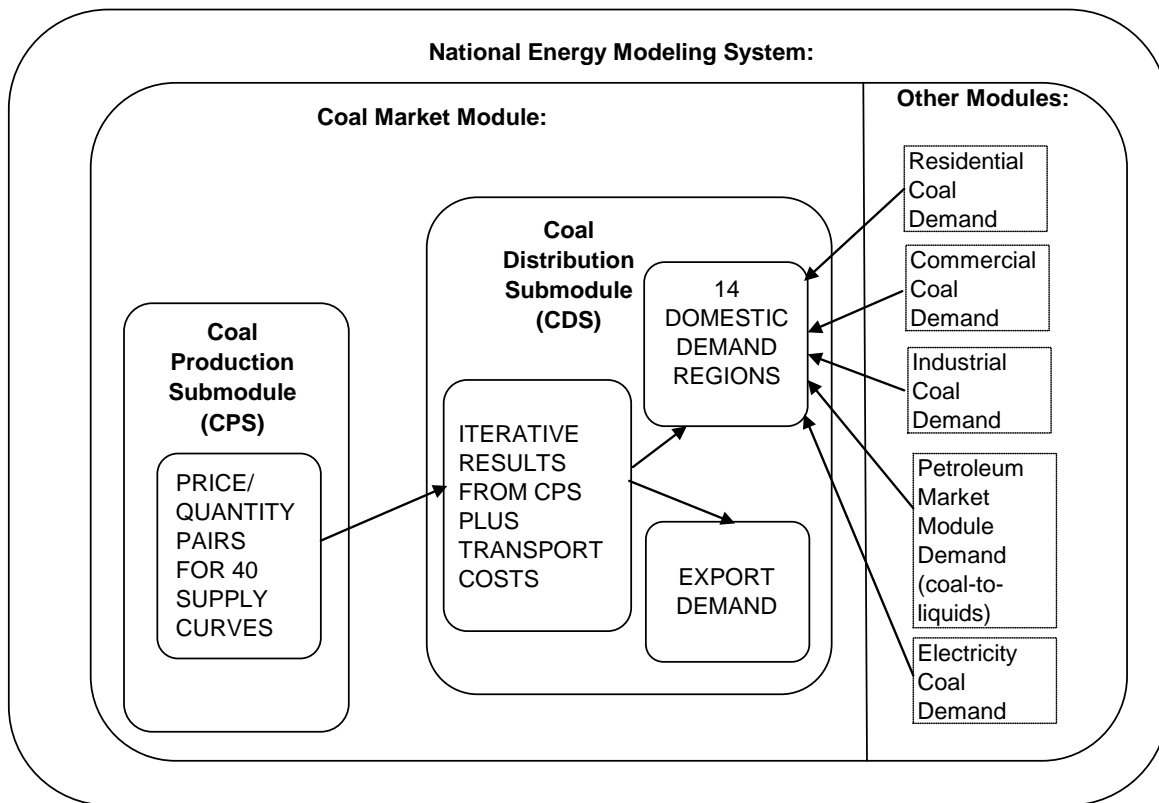 National Energy Modeling System:
Coal Market Module:
Other Modules:
Coal
Production
Submodule
(CPS)
PRICE/
QUANTITY
PAIRS
FOR 40
SUPPLY
CURVES
Coal
Distribution
Submodule
(CDS)
ITERATIVE
RESULTS
FROM CPS
PLUS
TRANSPORT
COSTS
14
DOMESTIC
DEMAND
REGIONS
EXPORT
DEMAND
Residential
Coal
Demand
Commercial
Coal
Demand
Industrial
Coal
Demand
Petroleum
Market
Module
Demand
(coal-to-
liquids)
Electricity
Coal
Demand